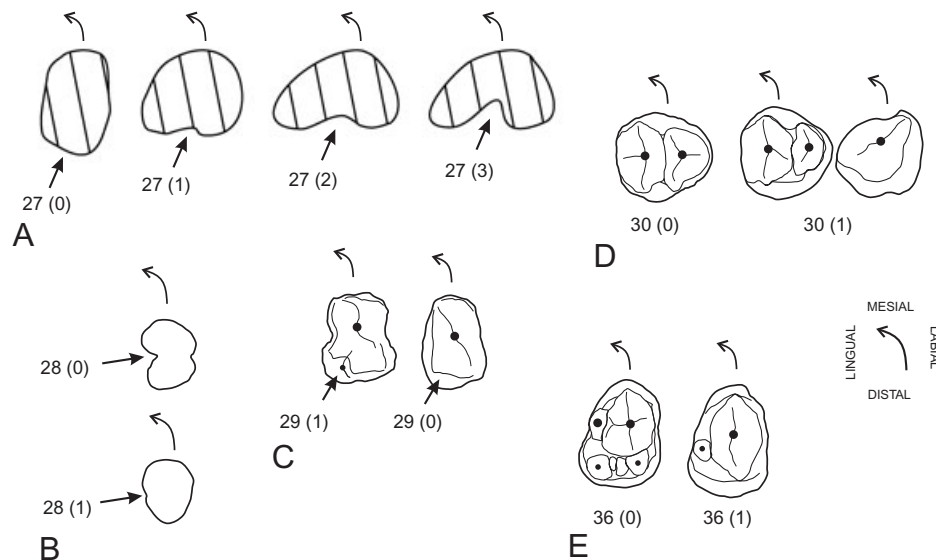 27 (0)
27 (1)
27 (2)
27 (3)
A
28 (0)
28 (1)
B
29 (1)
29 (0)
C
30 (0)
30 (1)
D
MESIAL
LINGUAL
LABIAL
DISTAL
36 (0)
36 (1)
E